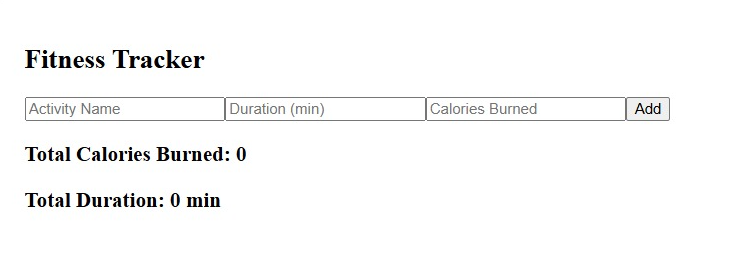 Fitness Tracker
Activity Name Duration (min) Calories Burned Add
Total Calories Burned: 0
Total Duration: 0 min